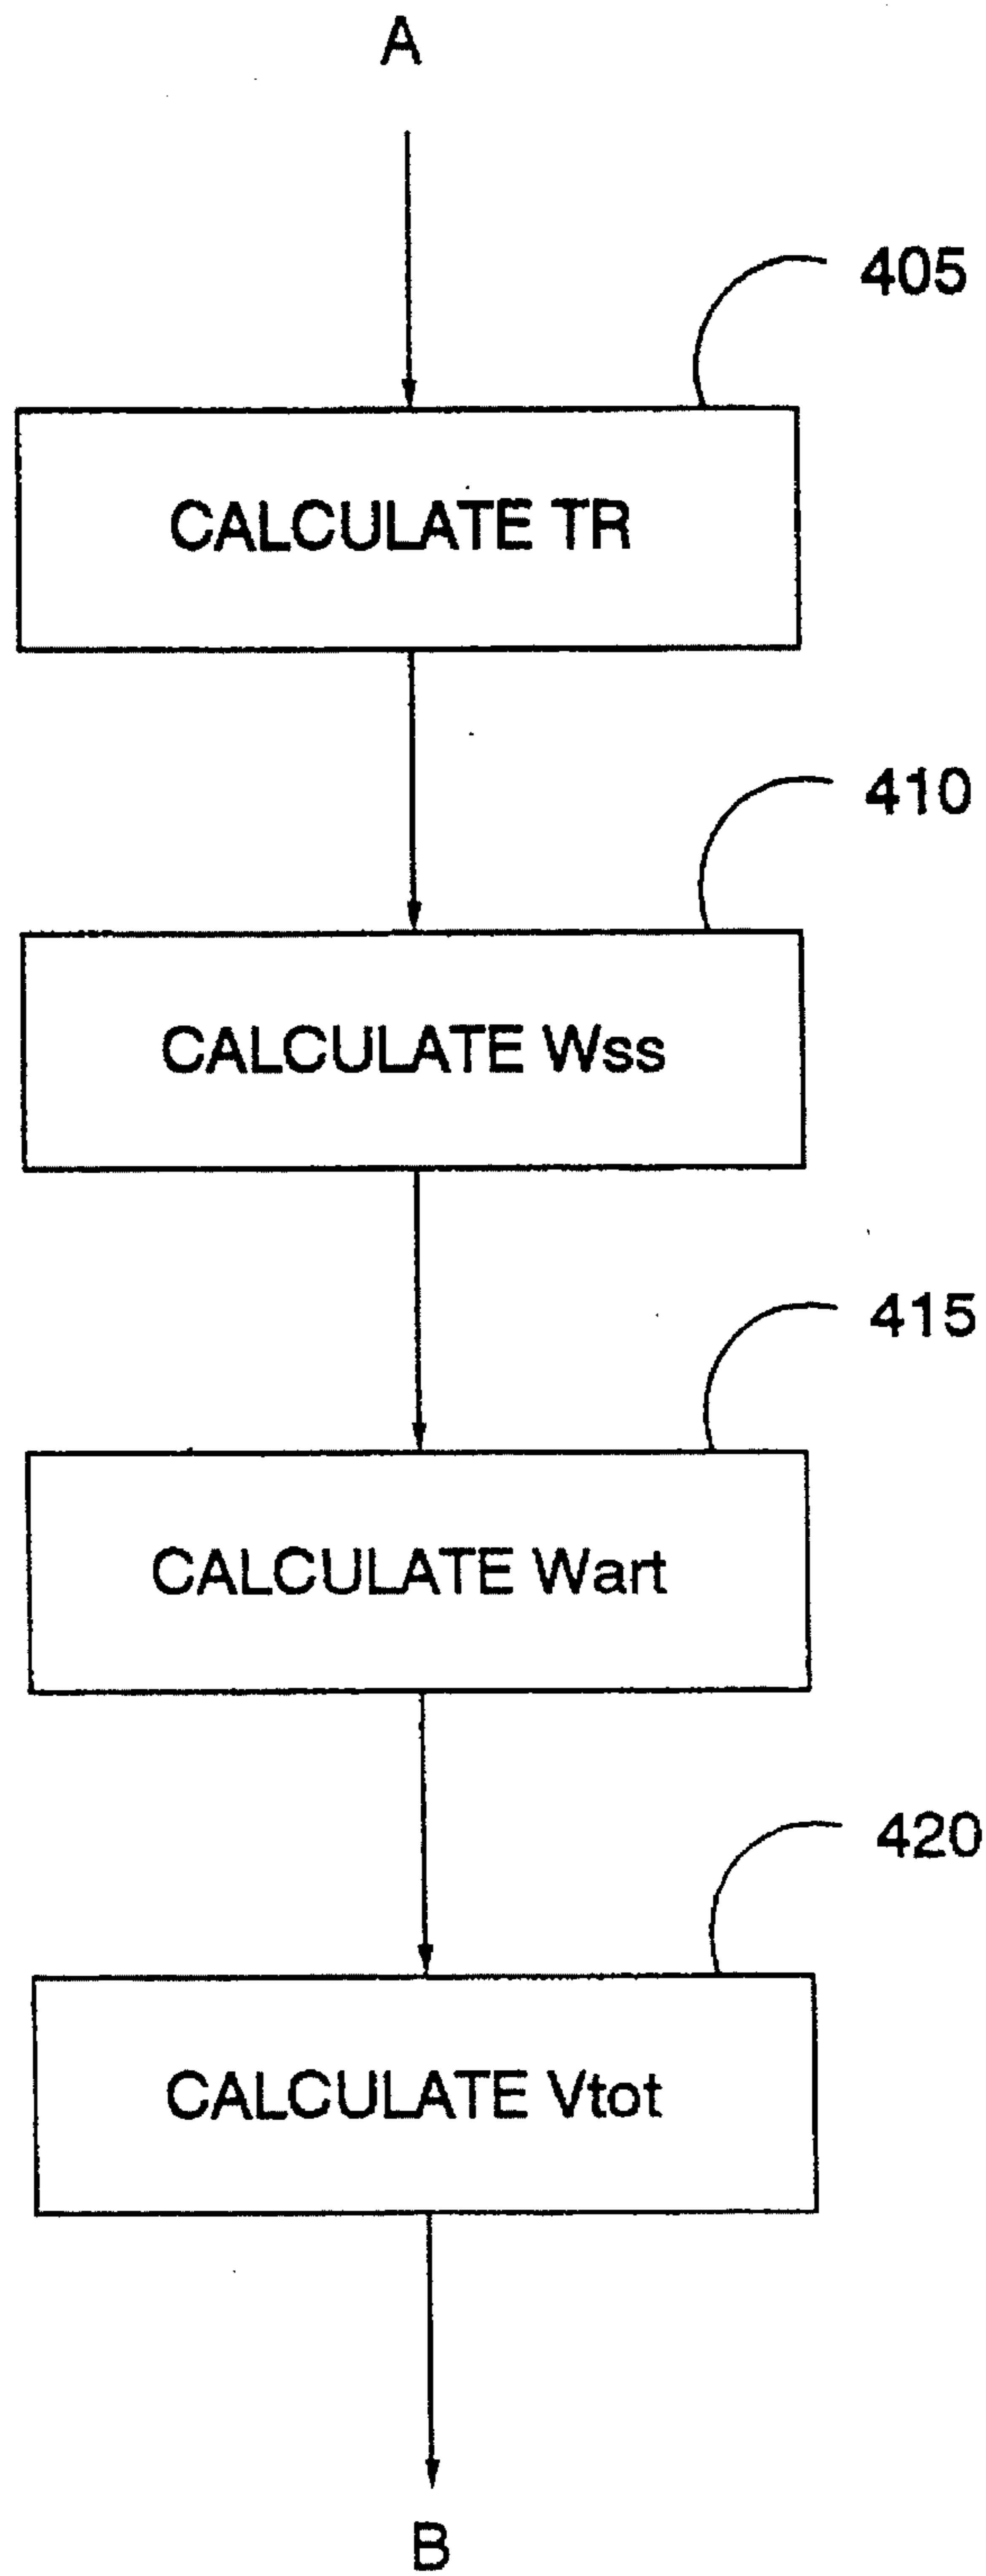 A
405
CALCULATE TR
410
CALCULATE Wss
415
CALCULATE Wart
420
CALCULATE Vtot
B